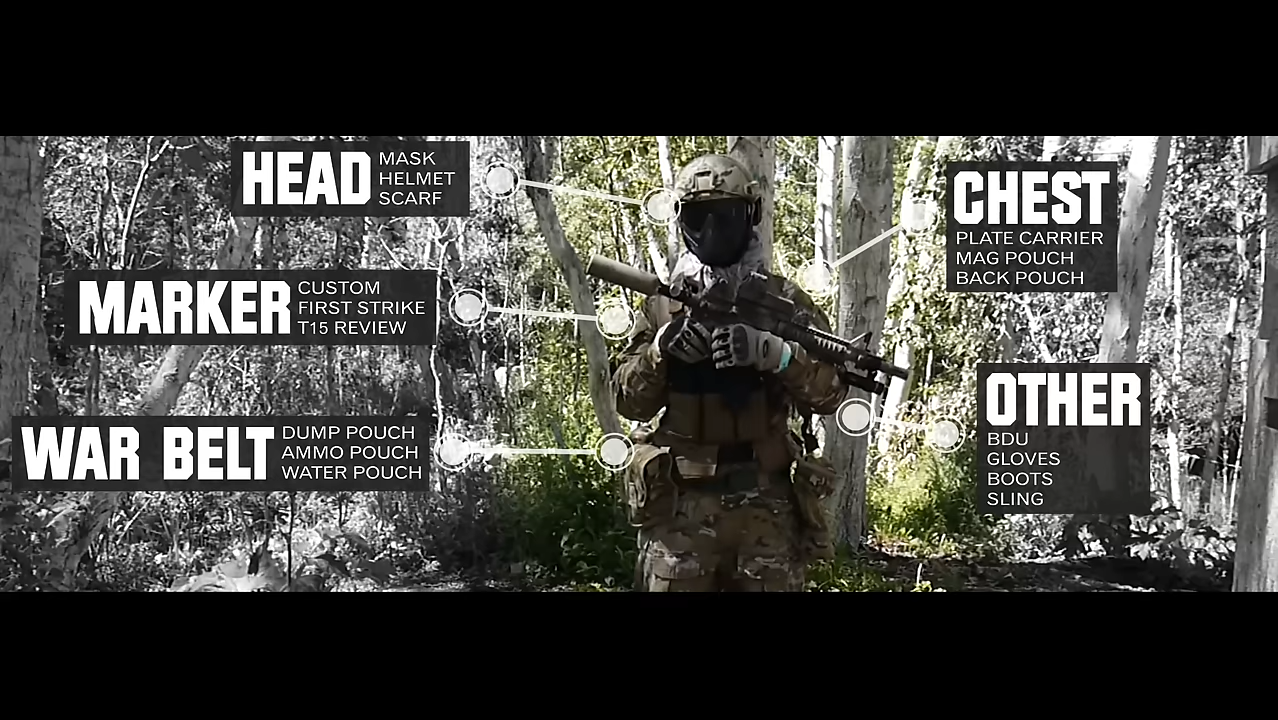 HEAD
MASK
HELMET
SCARF
MARKER
CUSTOM
FIRST STRIKE
T15 REVIEW
WAR BELT
DUMP POUCH
AMMO POUCH
WATER POUCH
CHEST
PLATE CARRIER
MAG POUCH
BACK POUCH
OTHER
BDU
GLOVES
BOOTS
SLING